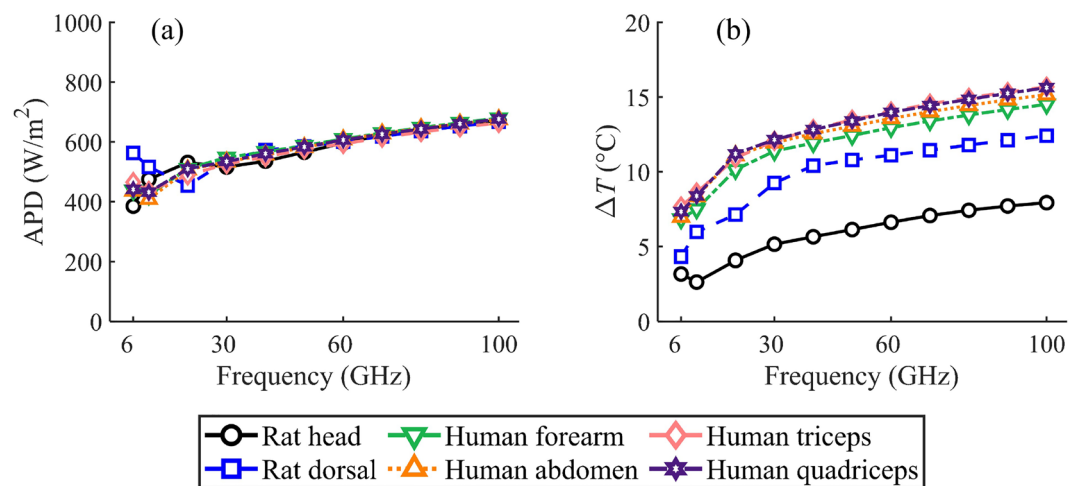 (a)
1000
800
600
400
200
0
APD (W/m²)
6 30 60 100
Frequency (GHz)
(b)
20
15
10
5
0
ΔT (°C)
6 30 60 100
Frequency (GHz)
Rat head Human forearm Human triceps
Rat dorsal Human abdomen Human quadriceps